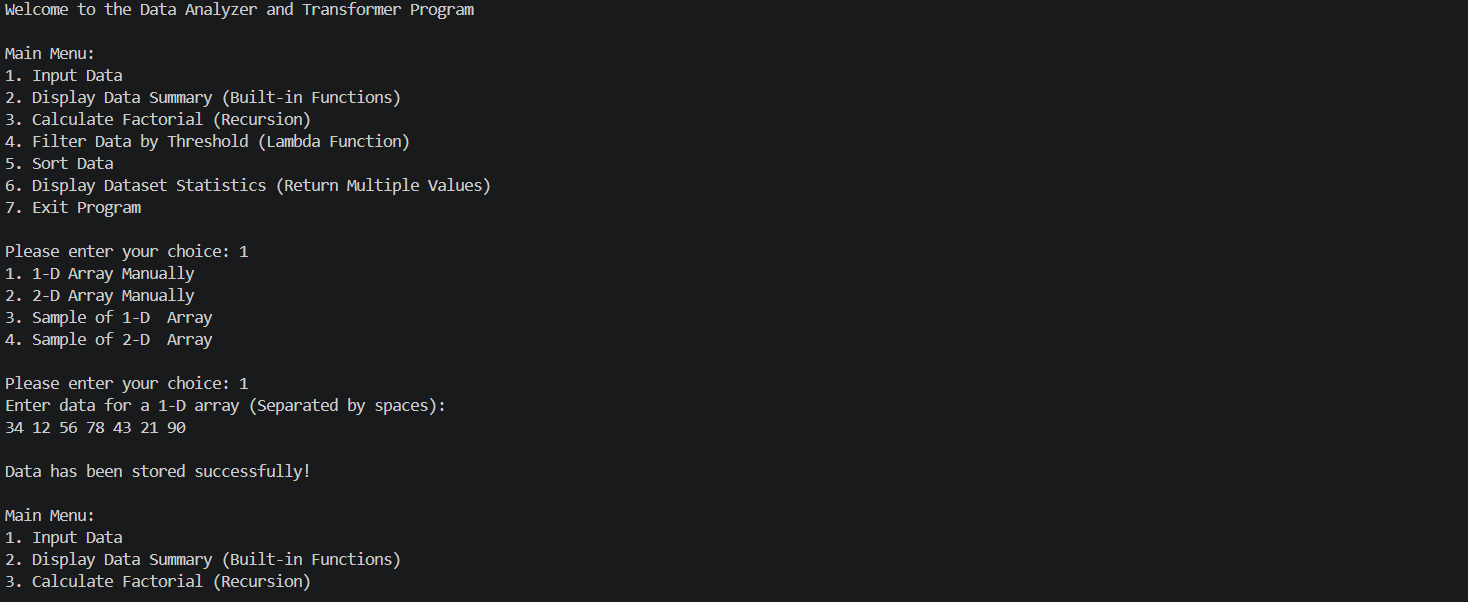 Welcome to the Data Analyzer and Transformer Program
Main Menu:
1. Input Data
2. Display Data Summary (Built-in Functions)
3. Calculate Factorial (Recursion)
4. Filter Data by Threshold (Lambda Function)
5. Sort Data
6. Display Dataset Statistics (Return Multiple Values)
7. Exit Program
Please enter your choice: 1
1. 1-D Array Manually
2. 2-D Array Manually
3. Sample of 1-D  Array
4. Sample of 2-D  Array
Please enter your choice: 1
Enter data for a 1-D array (Separated by spaces):
34 12 56 78 43 21 90
Data has been stored successfully!
Main Menu:
1. Input Data
2. Display Data Summary (Built-in Functions)
3. Calculate Factorial (Recursion)